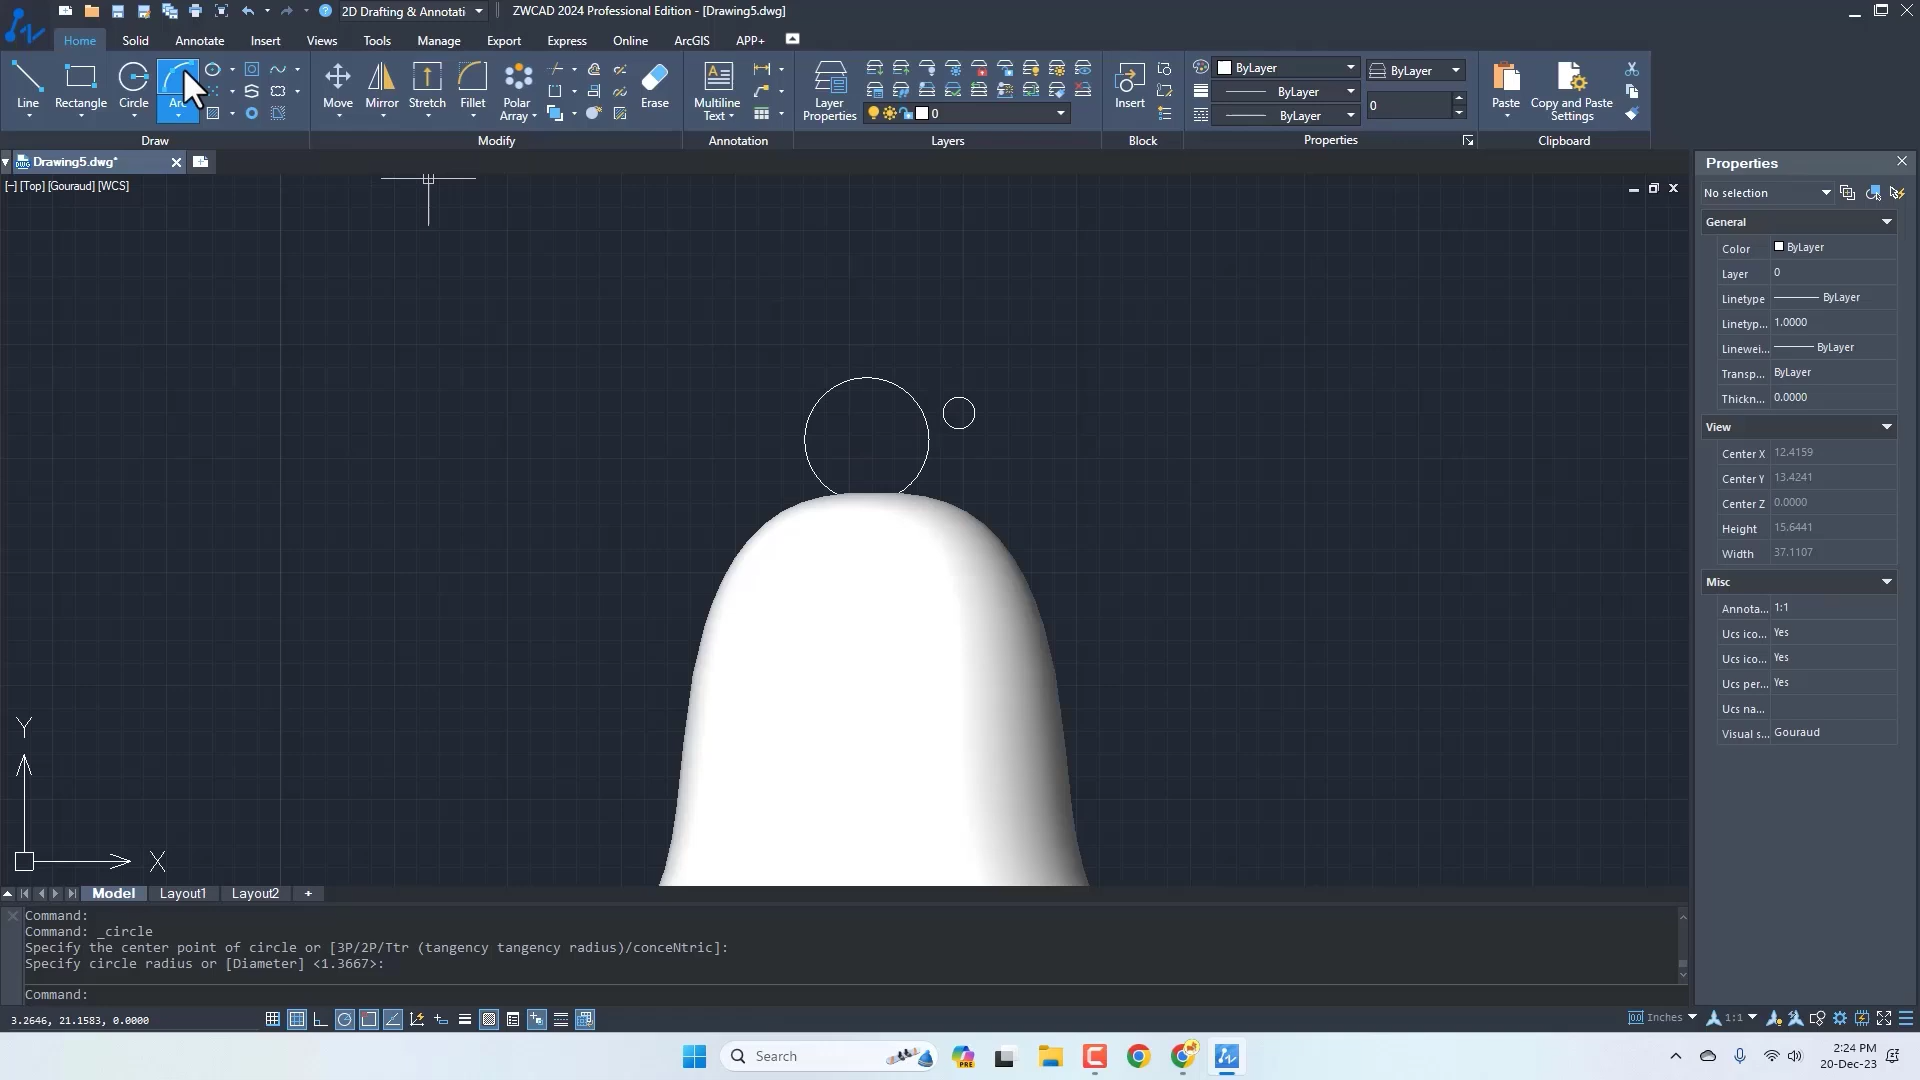 2D Drafting & Annotati
ZWCAD 2024 Professional Edition - [Drawing5.dwg]
Home Solid Annotate Insert Views Tools Manage Export Express Online ArcGIS APP+
Line Rectangle Circle Arc
Move Mirror Stretch Fillet Polar Array Erase
Multiline Text
Layer Properties
0
Insert
ByLayer
ByLayer
ByLayer
ByLayer
0
Paste
Copy and Paste Settings
Draw Modify Annotation Layers Block Properties Clipboard
Drawing5.dwg*
[−] [Top] [Gouraud] [WCS]
Properties
No selection
General
Color ByLayer
Layer 0
Linetype ByLayer
Linetyp... 1.0000
Linewei... ByLayer
Transp... ByLayer
Thickn... 0.0000
View
Center X 12.4159
Center Y 13.4241
Center Z 0.0000
Height 15.6441
Width 37.1107
Misc
Annota... 1:1
Ucs ico... Yes
Ucs ico... Yes
Ucs per... Yes
Ucs na...
Visual s... Gouraud
Y
X
Model Layout1 Layout2 +
Command:
Command: _circle
Specify the center point of circle or [3P/2P/Ttr (tangency tangency radius)/conceNtric]:
Specify circle radius or [Diameter] <1.3667>:
Command:
3.2646, 21.1583, 0.0000
Inches 1:1
Search
PRE
2:24 PM
20-Dec-23